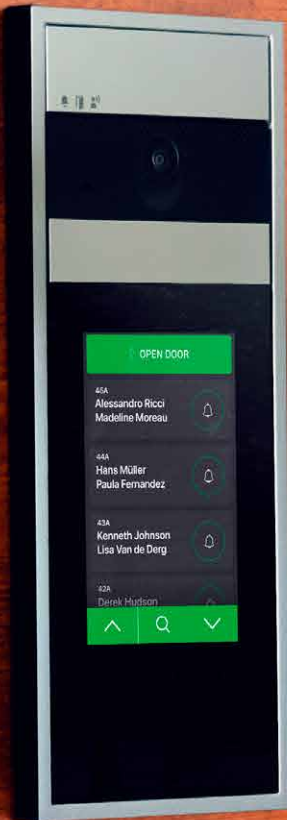 OPEN DOOR
45A
Alessandro Ricci
Madeline Moreau
44A
Hans Müller
Paula Fernandez
43A
Kenneth Johnson
Lisa Van de Derg
42A
Derek Hudson